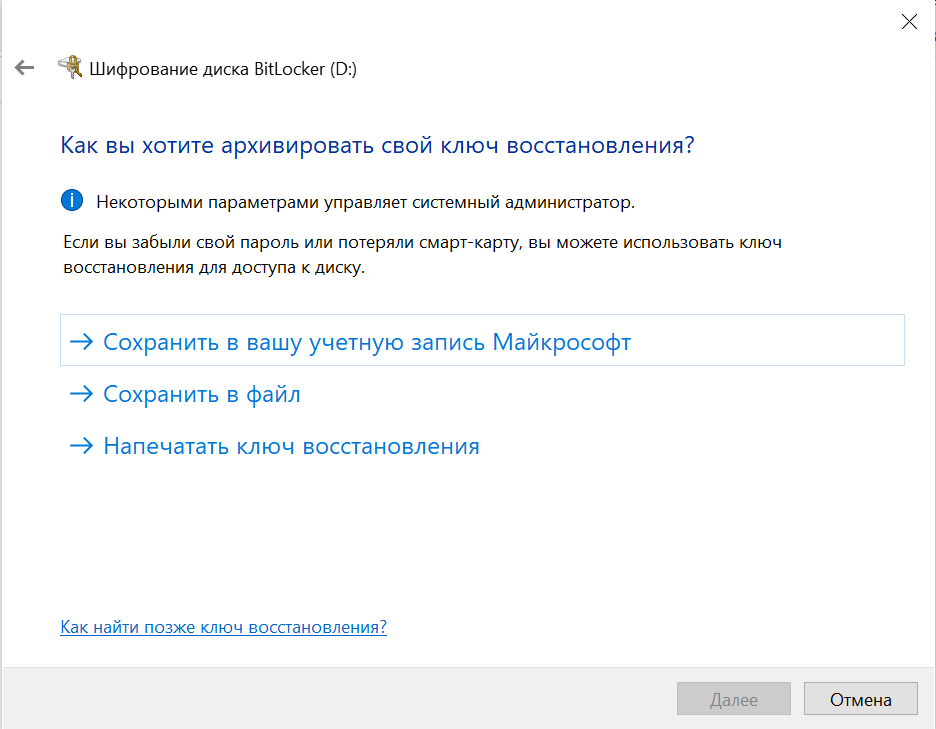 Шифрование диска BitLocker (D:)
Как вы хотите архивировать свой ключ восстановления?
Некоторыми параметрами управляет системный администратор.
Если вы забыли свой пароль или потеряли смарт-карту, вы можете использовать ключ
восстановления для доступа к диску.
Сохранить в вашу учетную запись Майкрософт
Сохранить в файл
Напечатать ключ восстановления
Как найти позже ключ восстановления?
Далее
Отмена